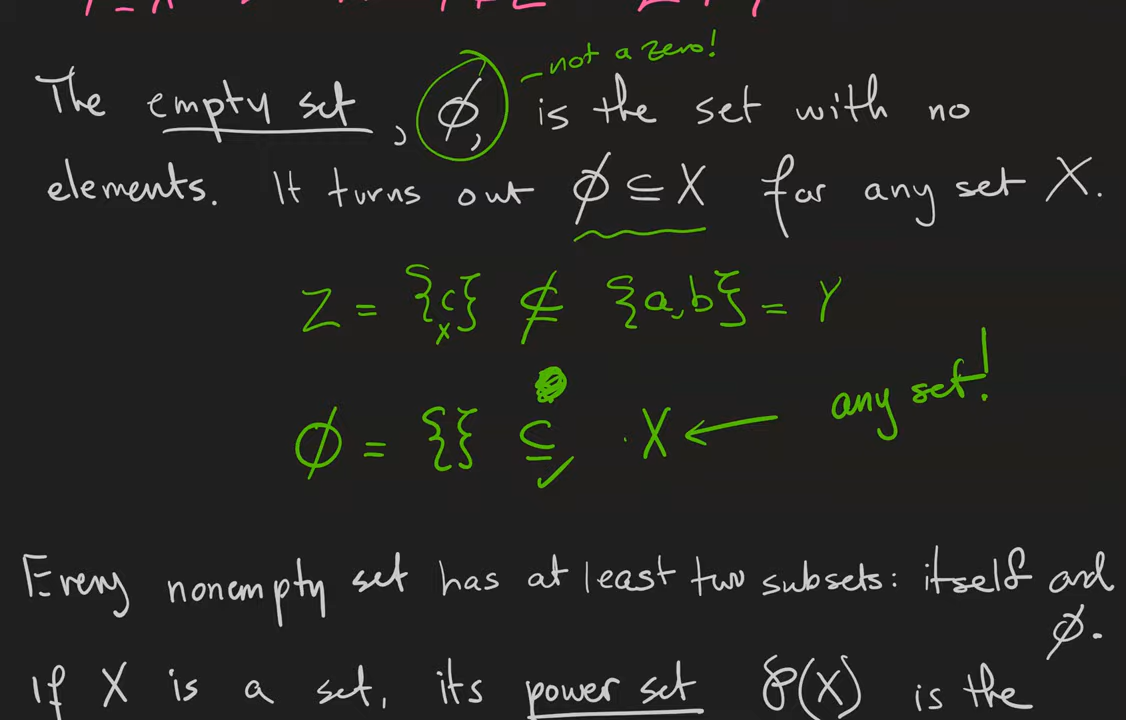 - not a zero!
The empty set, ∅, is the set with no
elements. It turns out ∅ ⊆ X for any set X.
Z = {c} ⊈ {a,b} = Y
x
any set!
∅ = {} ⊆ X ←
Every nonempty set has at least two subsets: itself and
∅.
If X is a set, its power set ℘(X) is the